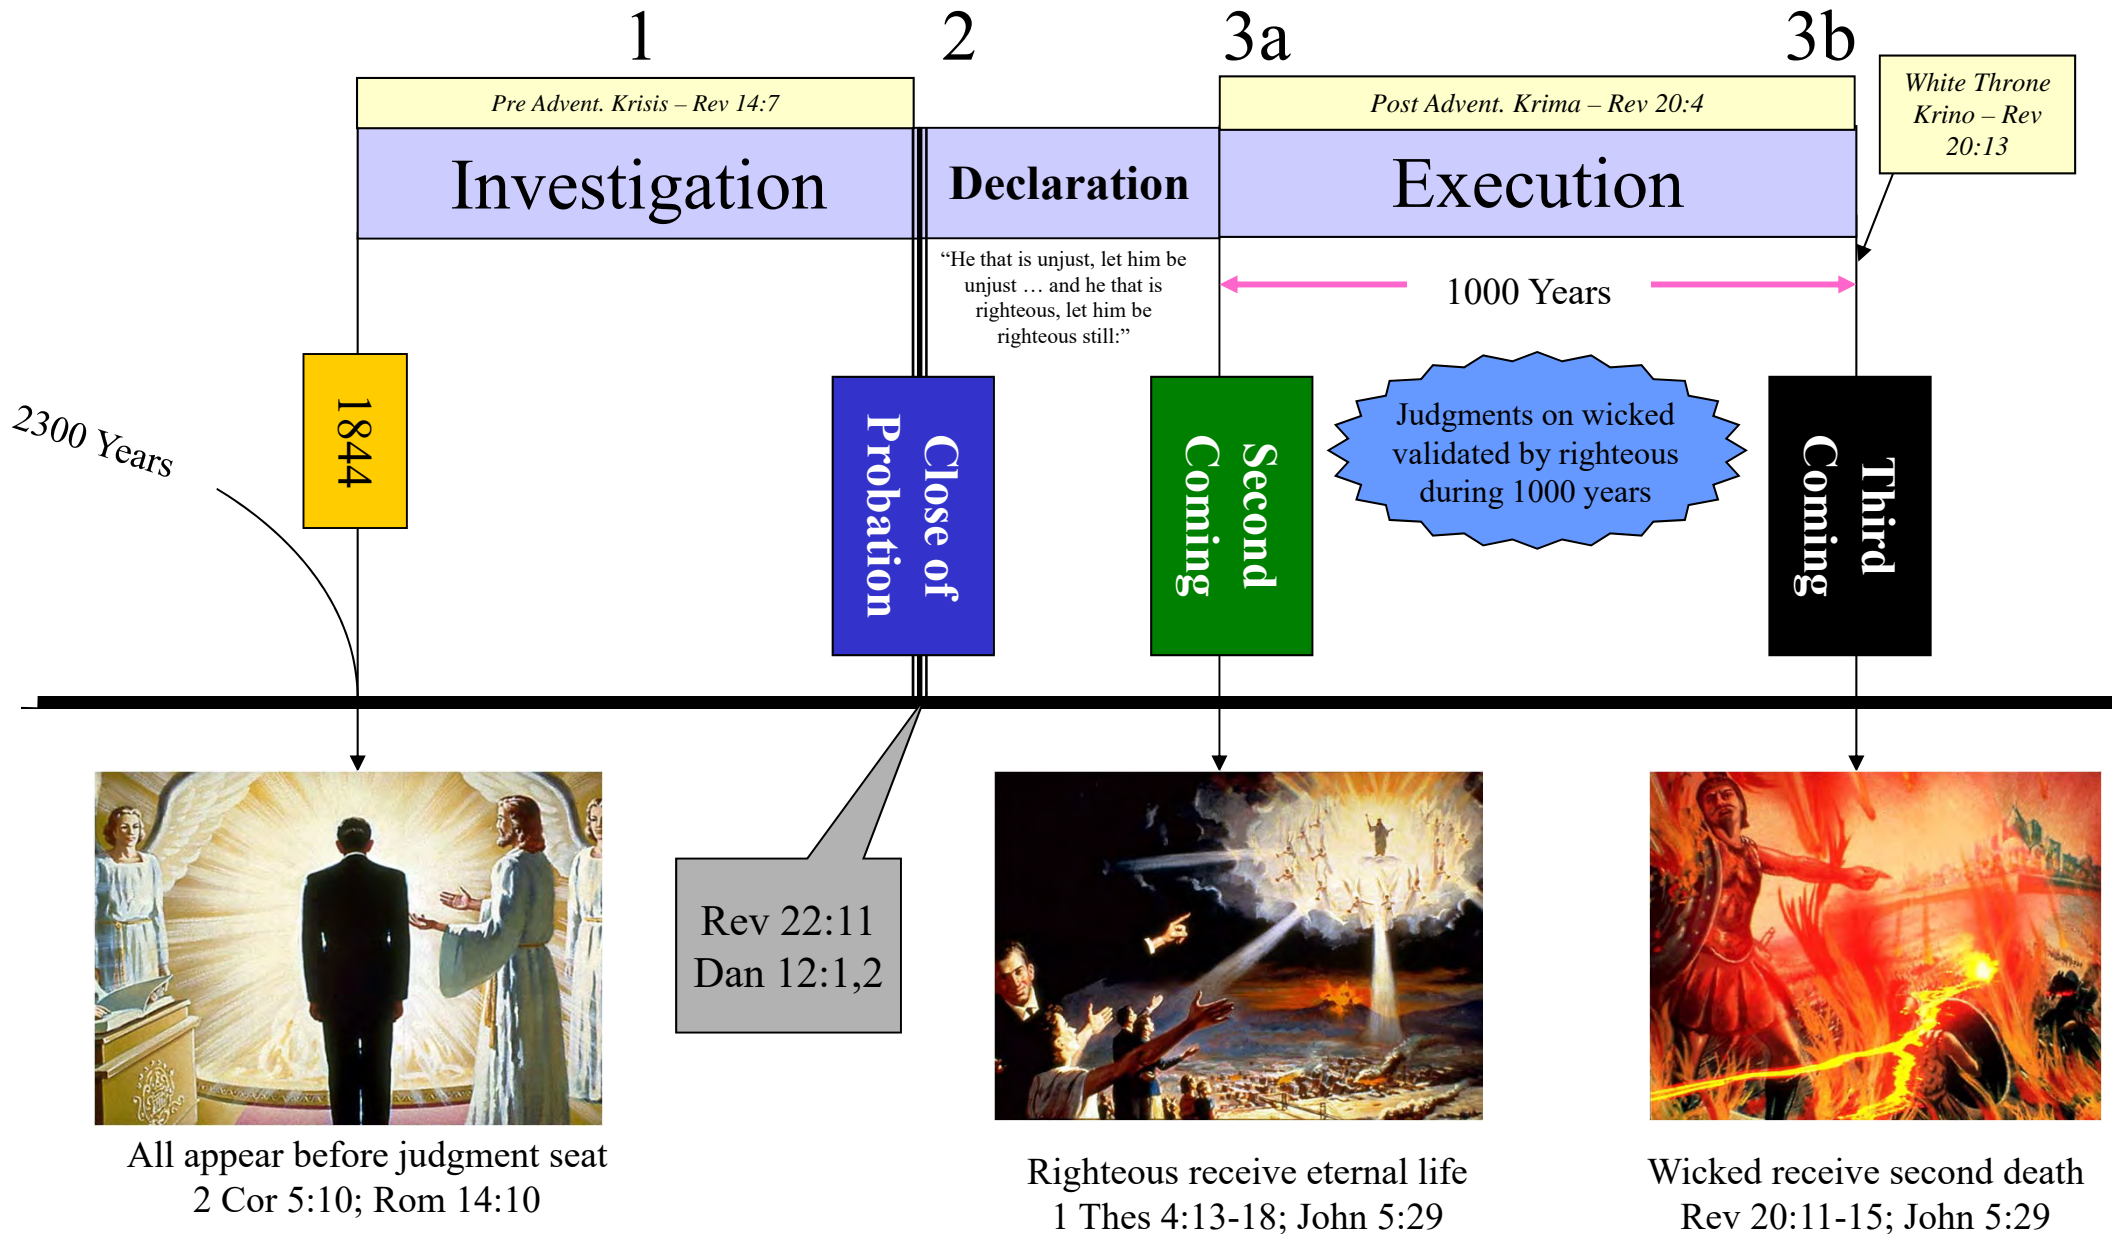 1
2
3a
3b
Pre Advent. Krisis – Rev 14:7
Post Advent. Krima – Rev 20:4
White Throne
Krino – Rev
20:13
Investigation
Declaration
Execution
“He that is unjust, let him be
unjust … and he that is
righteous, let him be
righteous still:”
1000 Years
2300 Years
1844
Close of
Probation
Second
Coming
Judgments on wicked
validated by righteous
during 1000 years
Third
Coming
Rev 22:11
Dan 12:1,2
All appear before judgment seat
2 Cor 5:10; Rom 14:10
Righteous receive eternal life
1 Thes 4:13-18; John 5:29
Wicked receive second death
Rev 20:11-15; John 5:29